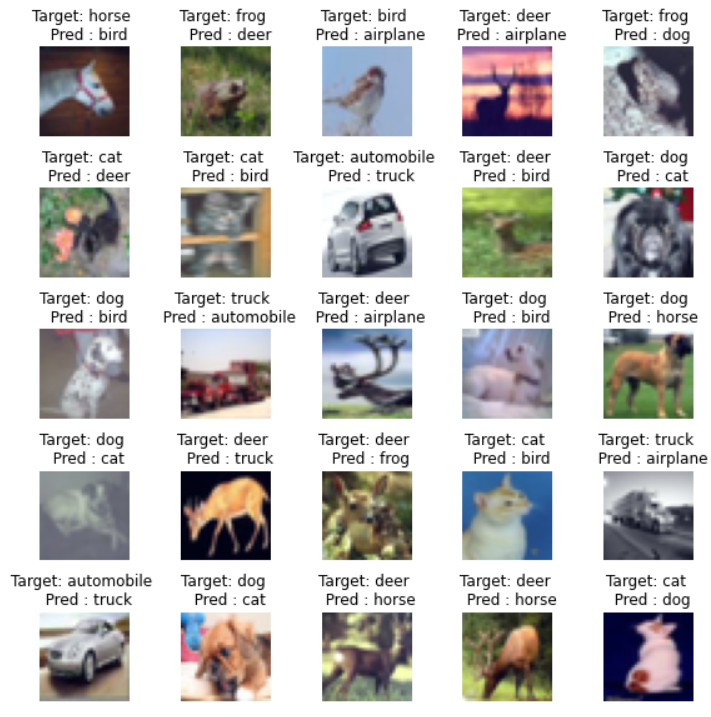 Target: horse
Pred : bird
Target: frog
Pred : deer
Target: bird
Pred : airplane
Target: deer
Pred : airplane
Target: frog
Pred : dog
Target: cat
Pred : deer
Target: cat
Pred : bird
Target: automobile
Pred : truck
Target: deer
Pred : bird
Target: dog
Pred : cat
Target: dog
Pred : bird
Target: truck
Pred : automobile
Target: deer
Pred : airplane
Target: dog
Pred : bird
Target: dog
Pred : horse
Target: dog
Pred : cat
Target: deer
Pred : truck
Target: deer
Pred : frog
Target: cat
Pred : bird
Target: truck
Pred : airplane
Target: automobile
Pred : truck
Target: dog
Pred : cat
Target: deer
Pred : horse
Target: deer
Pred : horse
Target: cat
Pred : dog